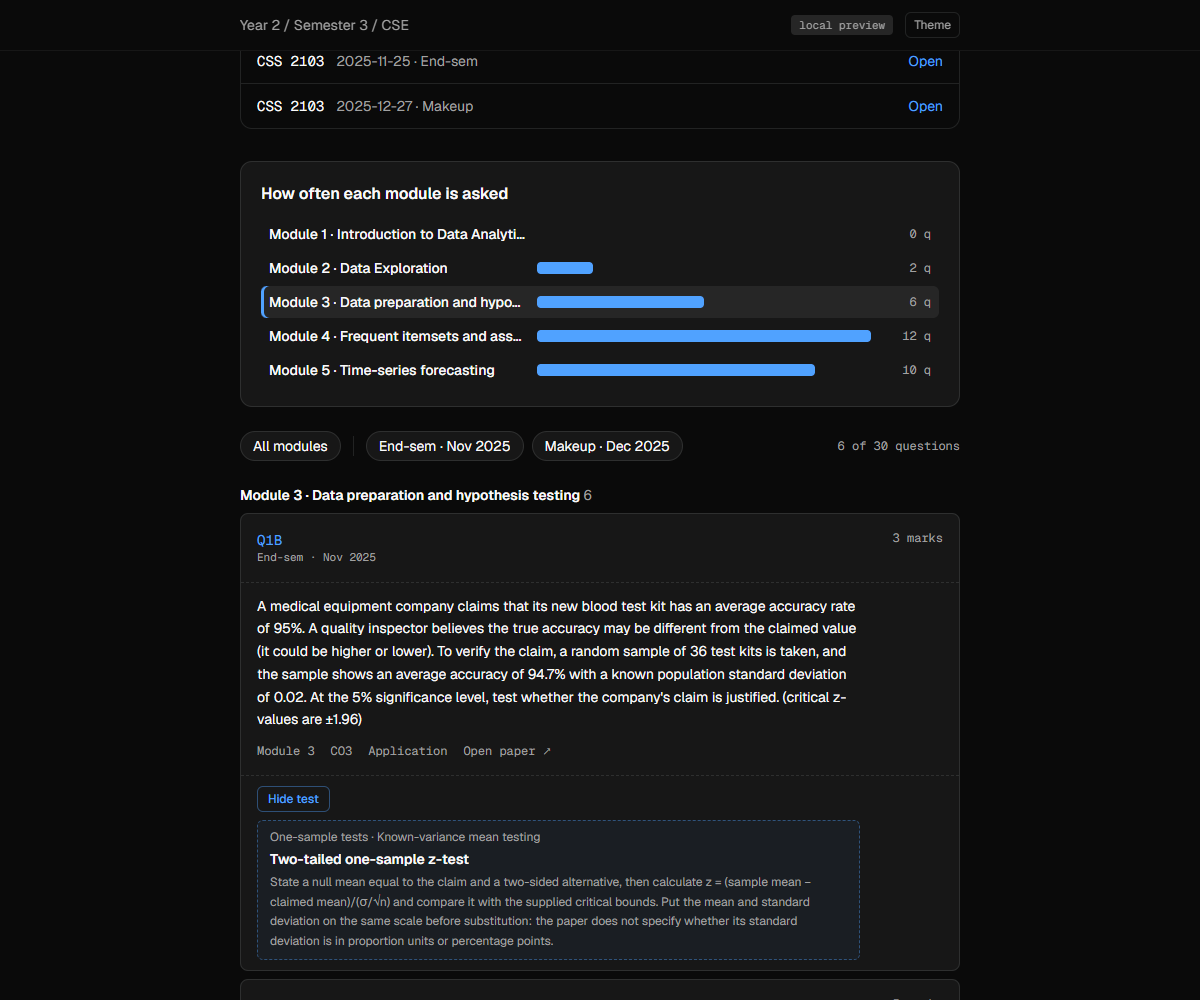 Year 2 / Semester 3 / CSE
local preview
Theme
CSS 2103 2025-11-25 · End-sem
Open
CSS 2103 2025-12-27 · Makeup
Open
How often each module is asked
Module 1 · Introduction to Data Analyti...
0 q
Module 2 · Data Exploration
2 q
Module 3 · Data preparation and hypo...
6 q
Module 4 · Frequent itemsets and ass...
12 q
Module 5 · Time-series forecasting
10 q
All modules
End-sem · Nov 2025
Makeup · Dec 2025
6 of 30 questions
Module 3 · Data preparation and hypothesis testing 6
Q1B
3 marks
End-sem · Nov 2025
A medical equipment company claims that its new blood test kit has an average accuracy rate
of 95%. A quality inspector believes the true accuracy may be different from the claimed value
(it could be higher or lower). To verify the claim, a random sample of 36 test kits is taken, and
the sample shows an average accuracy of 94.7% with a known population standard deviation
of 0.02. At the 5% significance level, test whether the company's claim is justified. (critical z-
values are ±1.96)
Module 3 CO3 Application Open paper ↗
Hide test
One-sample tests · Known-variance mean testing
Two-tailed one-sample z-test
State a null mean equal to the claim and a two-sided alternative, then calculate z = (sample mean −
claimed mean)/(σ/√n) and compare it with the supplied critical bounds. Put the mean and standard
deviation on the same scale before substitution: the paper does not specify whether its standard
deviation is in proportion units or percentage points.